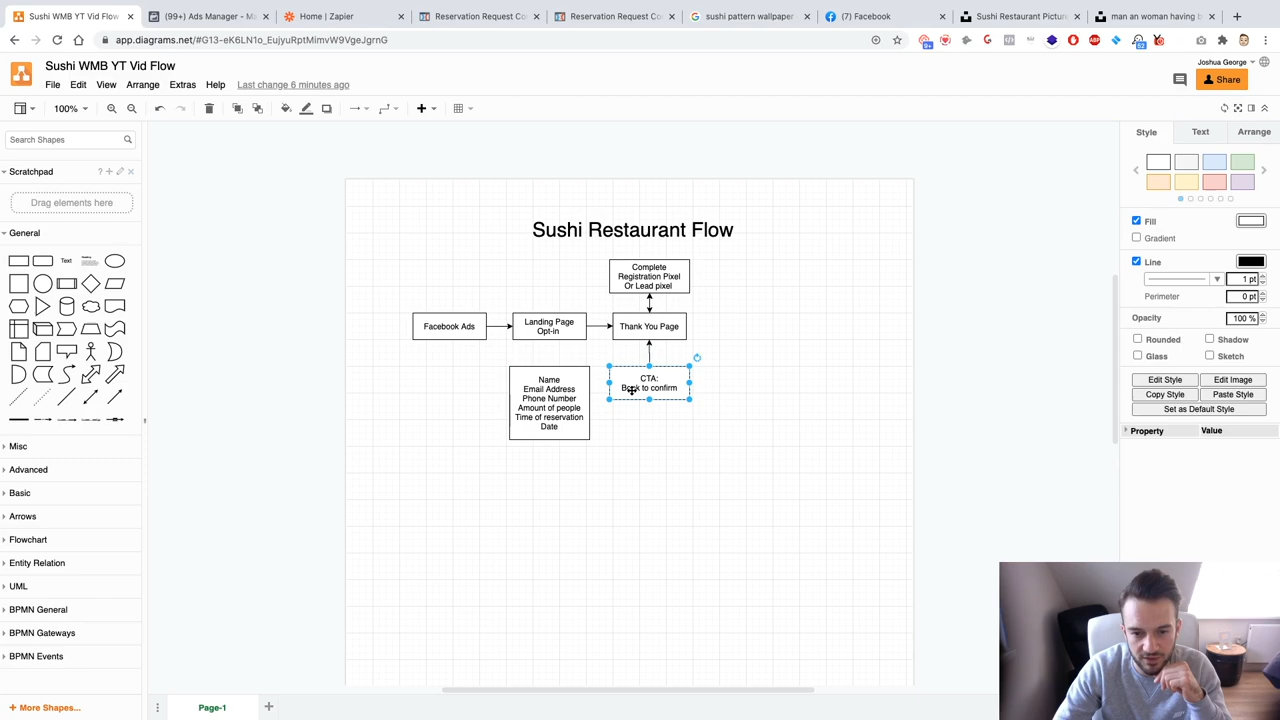 Sushi WMB YT Vid Flow
(99+) Ads Manager - Ma
Home | Zapier
Reservation Request Co
Reservation Request Co
sushi pattern wallpaper
(7) Facebook
Sushi Restaurant Picture
man an woman having b
app.diagrams.net/#G13-eK6LN1o_EujyuRptMimvW9VgeJgrnG
9+
ABP
52
Sushi WMB YT Vid Flow
Joshua George
File Edit View Arrange Extras Help Last change 6 minutes ago
Share
100%
Search Shapes
Scratchpad
Drag elements here
General
Text
Heading
Misc
Advanced
Basic
Arrows
Flowchart
Entity Relation
UML
BPMN General
BPMN Gateways
BPMN Events
+ More Shapes...
Page-1
Sushi Restaurant Flow
Complete
Registration Pixel
Or Lead pixel
Facebook Ads
Landing Page
Opt-in
Thank You Page
Name
Email Address
Phone Number
Amount of people
Time of reservation
Date
CTA:
Book to confirm
Style Text Arrange
Fill
Gradient
Line
1 pt
Perimeter 0 pt
Opacity 100 %
Rounded Shadow
Glass Sketch
Edit Style Edit Image
Copy Style Paste Style
Set as Default Style
Property Value